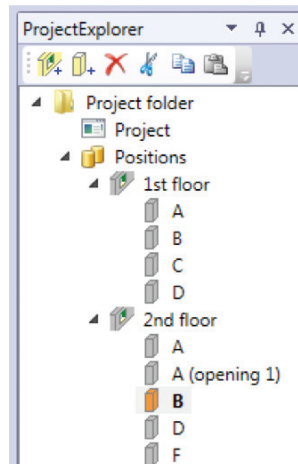 ProjectExplorer
Project folder
Project
Positions
1st floor
A
B
C
D
2nd floor
A
A (opening 1)
B
D
F